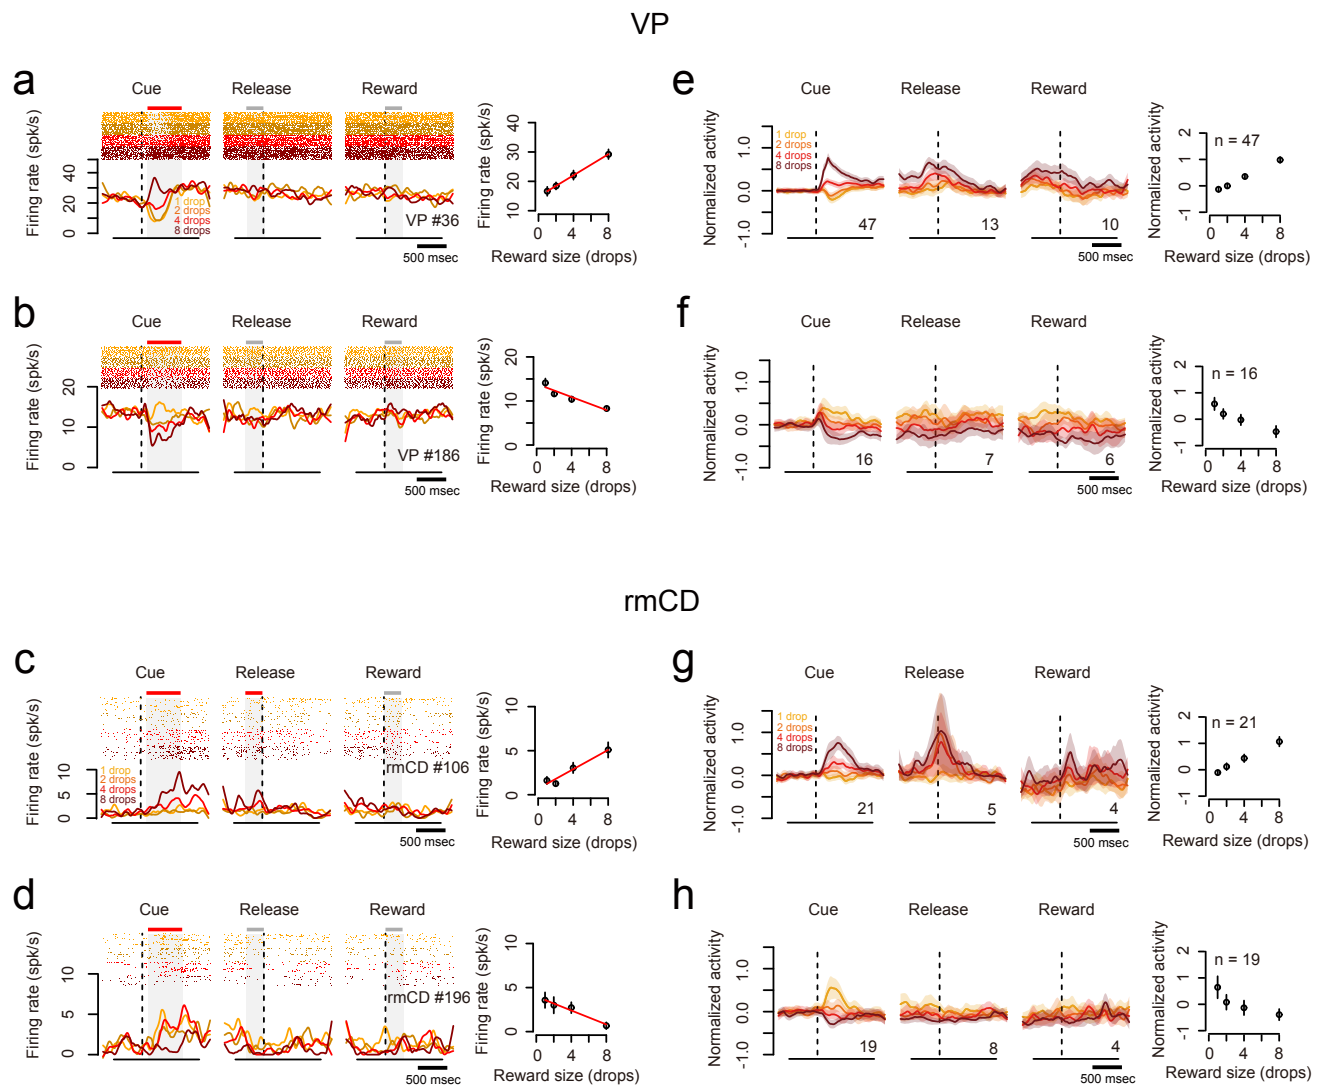 VP
a
Cue Release Reward
Firing rate (spk/s)
40
20
0
1 drop
2 drops
4 drops
8 drops
VP #36
500 msec
Firing rate (spk/s)
40
30
20
10
0 4 8
Reward size (drops)
e
Cue Release Reward
Normalized activity
1.0
0.0
-1.0
1 drop
2 drops
4 drops
8 drops
47 13 10
500 msec
Normalized activity
2
1
0
-1
n = 47
0 4 8
Reward size (drops)
b
Cue Release Reward
Firing rate (spk/s)
20
10
0
VP #186
500 msec
Firing rate (spk/s)
20
10
0
0 4 8
Reward size (drops)
f
Cue Release Reward
Normalized activity
1.0
0.0
-1.0
16 7 6
500 msec
Normalized activity
2
1
0
-1
n = 16
0 4 8
Reward size (drops)
rmCD
c
Cue Release Reward
Firing rate (spk/s)
10
5
0
1 drop
2 drops
4 drops
8 drops
rmCD #106
500 msec
Firing rate (spk/s)
10
5
0
0 4 8
Reward size (drops)
g
Cue Release Reward
Normalized activity
1.0
0.0
-1.0
1 drop
2 drops
4 drops
8 drops
21 5 4
500 msec
Normalized activity
2
1
0
-1
n = 21
0 4 8
Reward size (drops)
d
Cue Release Reward
Firing rate (spk/s)
10
5
0
rmCD #196
500 msec
Firing rate (spk/s)
10
5
0
0 4 8
Reward size (drops)
h
Cue Release Reward
Normalized activity
1.0
0.0
-1.0
19 8 4
500 msec
Normalized activity
2
1
0
-1
n = 19
0 4 8
Reward size (drops)